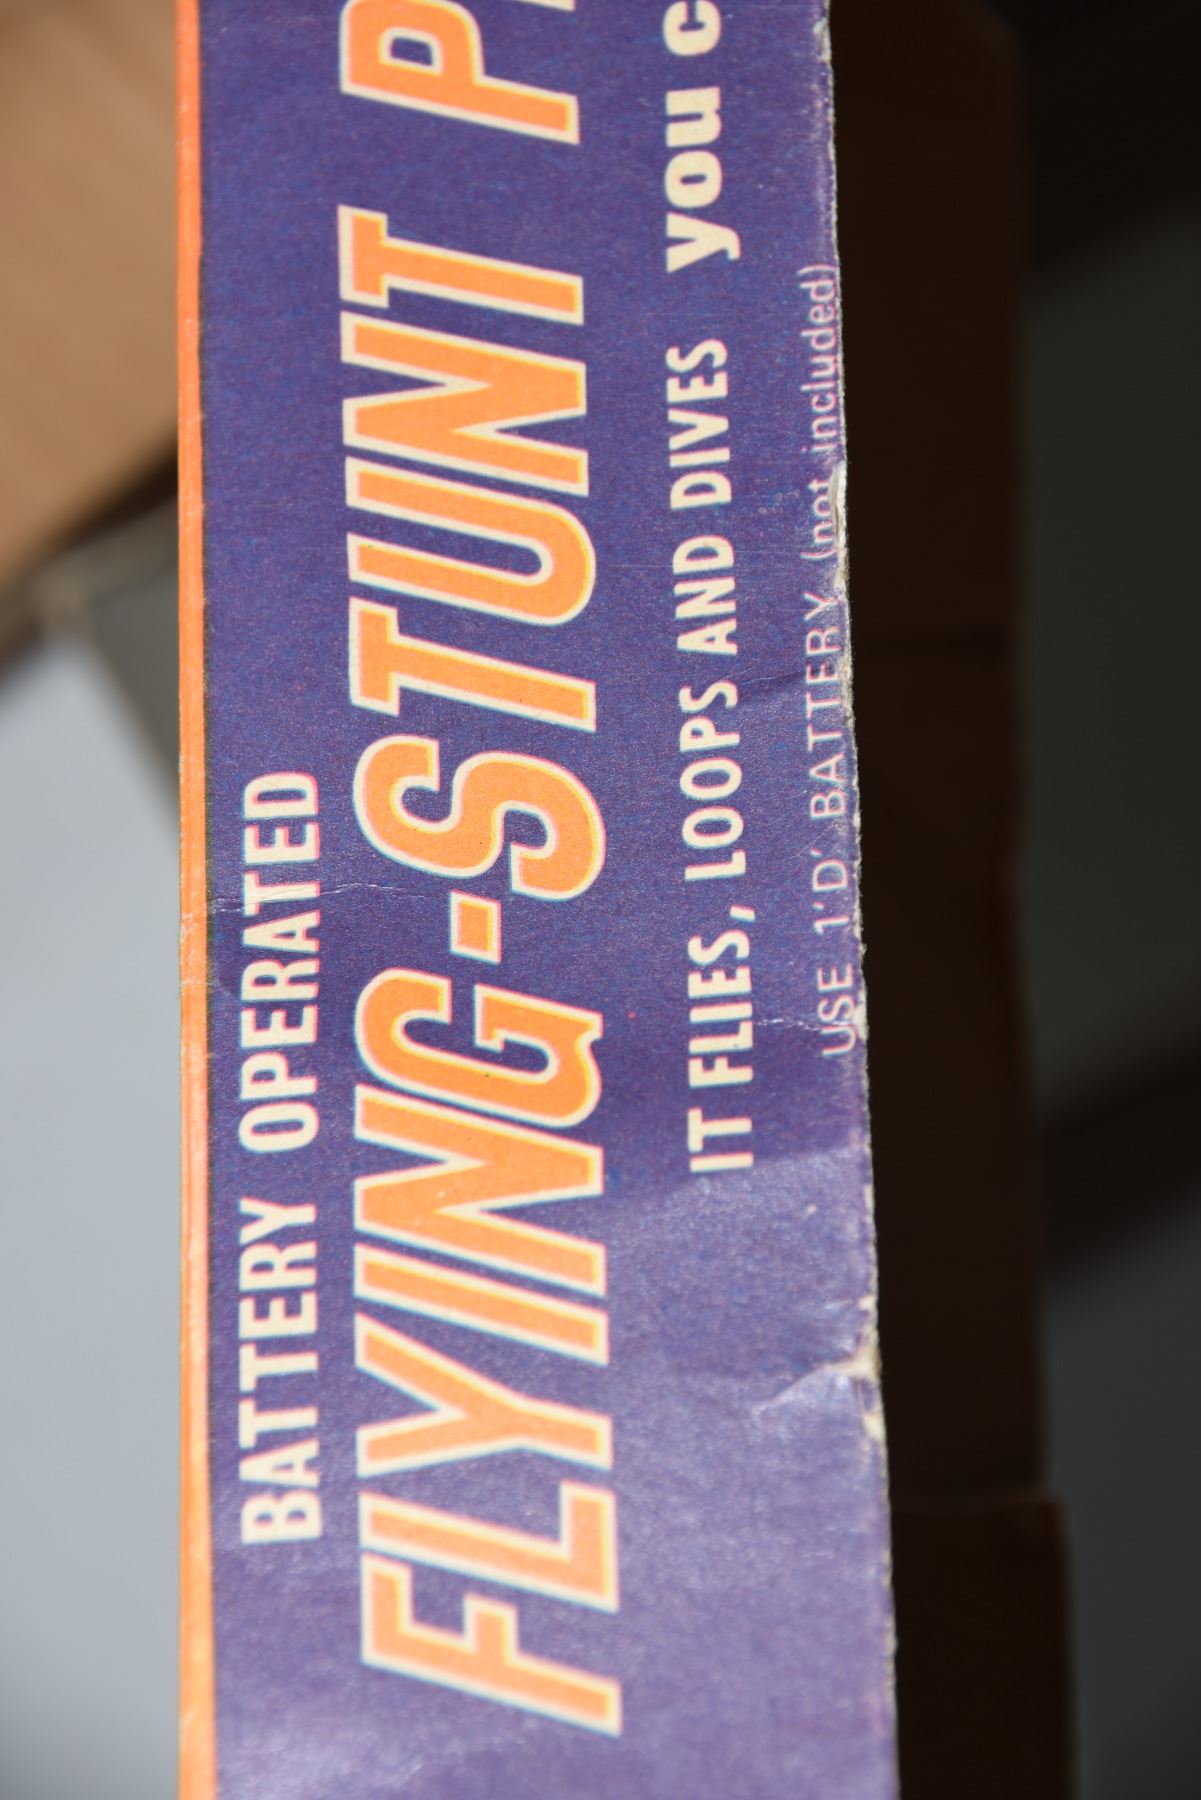 BATTERY OPERATED
FLYING-STUNT P
IT FLIES, LOOPS AND DIVES you c
USE 1'D' BATTERY (not included)